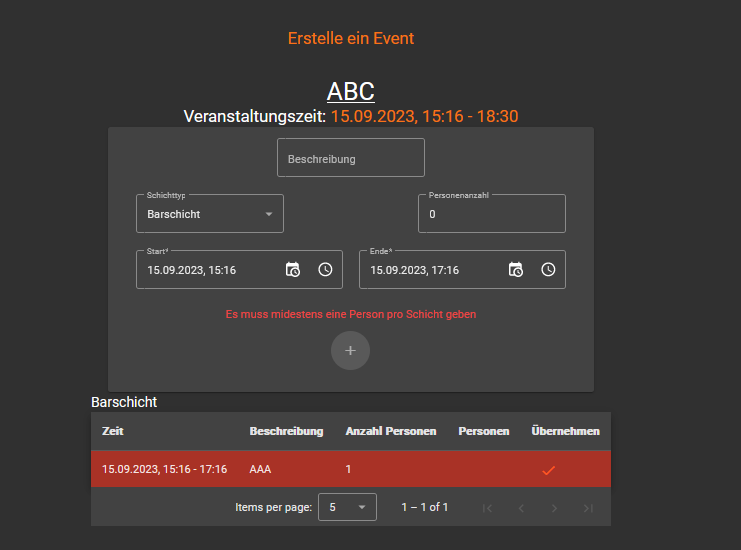 Erstelle ein Event
ABC
Veranstaltungszeit: 15.09.2023, 15:16 - 18:30
Beschreibung
Schichttyp
Barschicht
Personenanzahl
0
Start*
15.09.2023, 15:16
Ende*
15.09.2023, 17:16
Es muss midestens eine Person pro Schicht geben
+
Barschicht
Zeit Beschreibung Anzahl Personen Personen Übernehmen
15.09.2023, 15:16 - 17:16 AAA 1
Items per page: 5 1 – 1 of 1